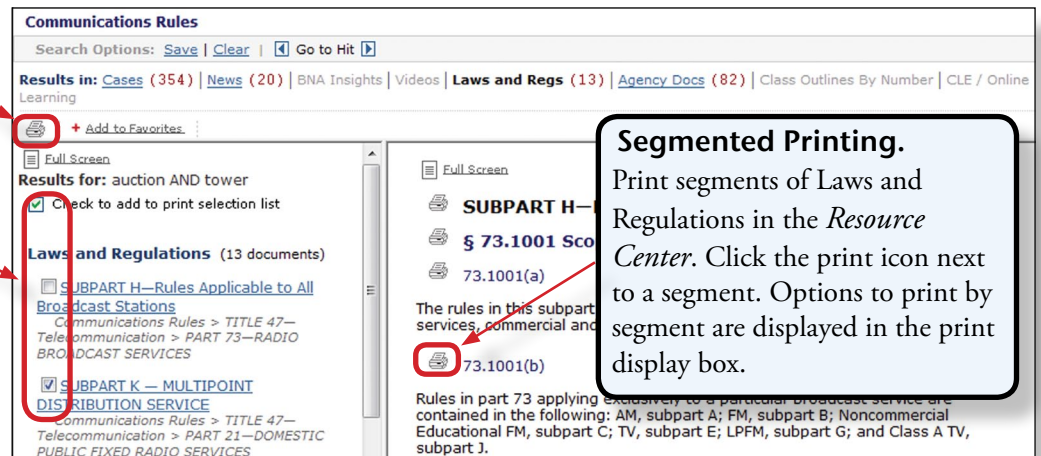 Communications Rules
Search Options: Save | Clear | Go to Hit
Results in: Cases (354) | News (20) | BNA Insights | Videos | Laws and Regs (13) | Agency Docs (82) | Class Outlines By Number | CLE / Online
Learning
+ Add to Favorites
Full Screen
Results for: auction AND tower
Check to add to print selection list
Laws and Regulations (13 documents)
SUBPART H—Rules Applicable to All
Broadcast Stations
Communications Rules > TITLE 47—
Telecommunication > PART 73—RADIO
BROADCAST SERVICES
SUBPART K — MULTIPOINT
DISTRIBUTION SERVICE
Communications Rules > TITLE 47—
Telecommunication > PART 21—DOMESTIC
PUBLIC FIXED RADIO SERVICES
Full Screen
SUBPART H—
§ 73.1001 Sco
73.1001(a)
The rules in this subpart
services, commercial and
73.1001(b)
Rules in part 73 applying exclusively to a particular broadcast service are
contained in the following: AM, subpart A; FM, subpart B; Noncommercial
Educational FM, subpart C; TV, subpart E; LPFM, subpart G; and Class A TV,
subpart J.
Segmented Printing.
Print segments of Laws and
Regulations in the Resource
Center. Click the print icon next
to a segment. Options to print by
segment are displayed in the print
display box.